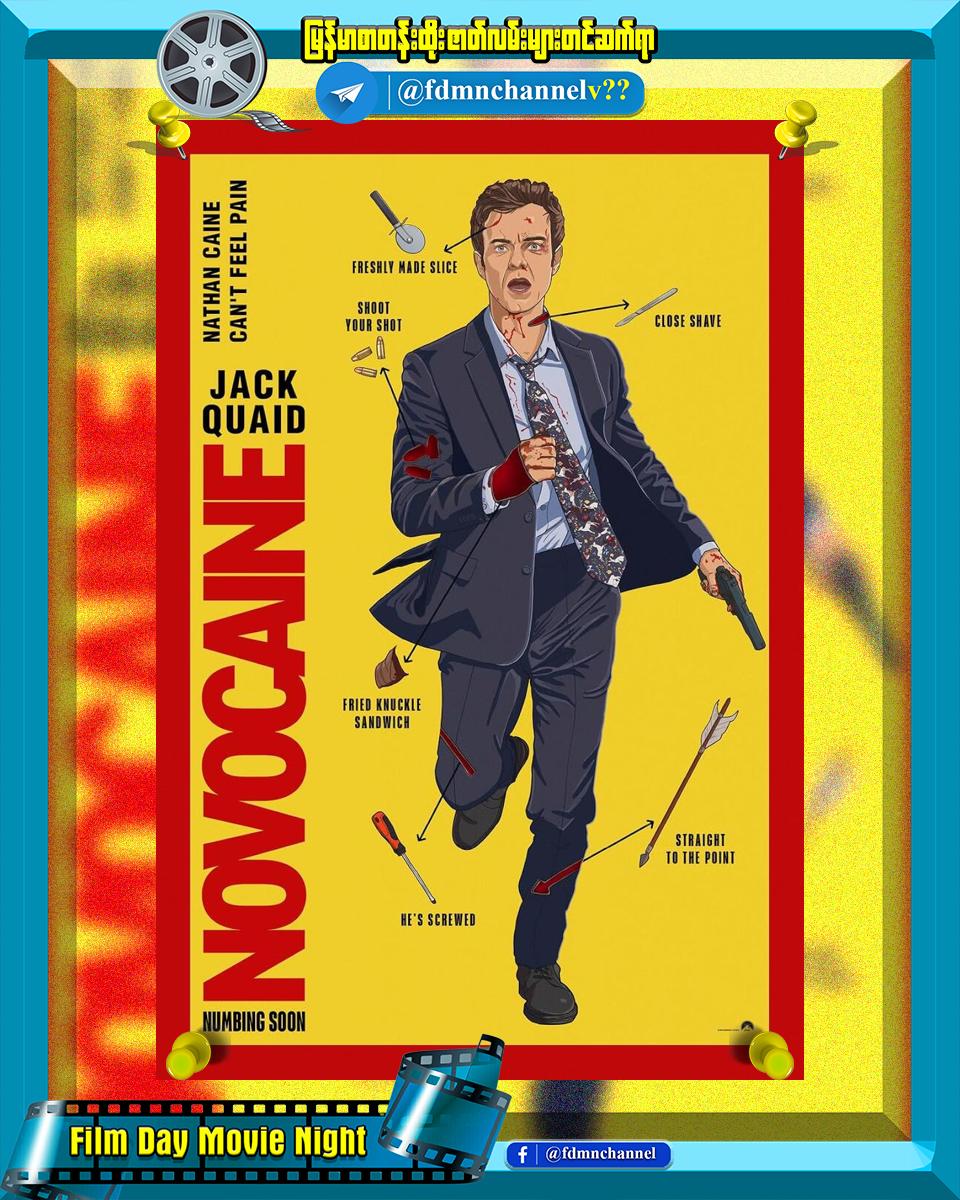 မြန်မာစာတန်းထိုးဇာတ်လမ်းများတင်ဆက်ရာ
@fdmnchannelv??
NATHAN CAINE
CAN'T FEEL PAIN
JACK
QUAID
NOVOCAINE
NUMBING SOON
FRESHLY MADE SLICE
SHOOT
YOUR SHOT
CLOSE SHAVE
FRIED KNUCKLE
SANDWICH
HE'S SCREWED
STRAIGHT
TO THE POINT
Film Day Movie Night
@fdmnchannel